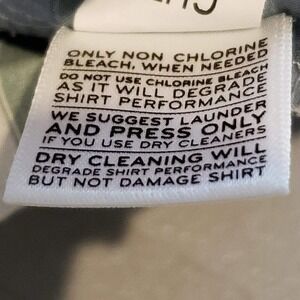 ONLY NON CHLORINE
BLEACH, WHEN NEEDED
DO NOT USE CHLORINE BLEACH
AS IT WILL DEGRADE
SHIRT PERFORMANCE
WE SUGGEST LAUNDER
AND PRESS ONLY
IF YOU USE DRY CLEANERS
DRY CLEANING WILL
DEGRADE SHIRT PERFORMANCE
BUT NOT DAMAGE SHIRT